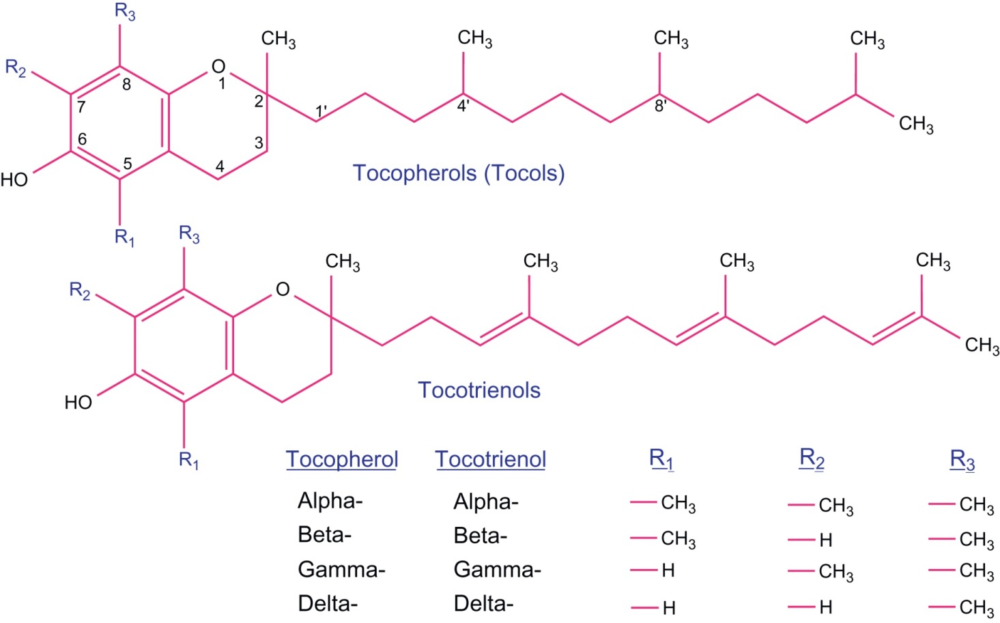 R3
R2
CH3
CH3
CH3
CH3
O
1
8
7
2
1'
4'
8'
CH3
6
5
4
3
HO
Tocopherols (Tocols)
R1
R3
R2
CH3
CH3
CH3
CH3
O
CH3
HO
Tocotrienols
R1
Tocopherol Tocotrienol R1 R2 R3
Alpha- Alpha- —CH3 —CH3 —CH3
Beta- Beta- —CH3 —H —CH3
Gamma- Gamma- —H —CH3 —CH3
Delta- Delta- —H —H —CH3